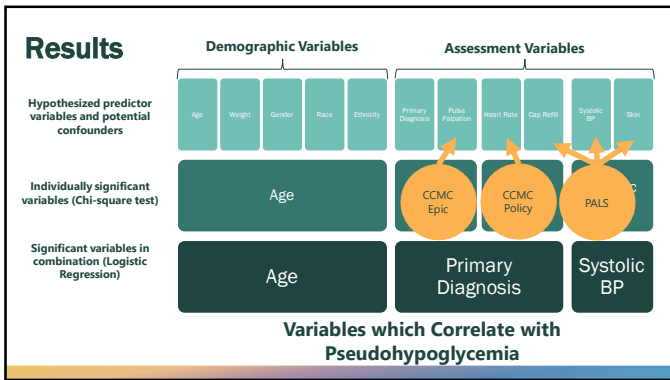 Results
Demographic Variables
Assessment Variables
Hypothesized predictor
variables and potential
confounders
Age
Weight
Gender
Race
Ethnicity
Primary
Diagnosis
Pulse
Palpation
Heart Rate
Cap Refill
Systolic
BP
Skin
Individually significant
variables (Chi-square test)
Age
CCMC
Epic
CCMC
Policy
PALS
Significant variables in
combination (Logistic
Regression)
Age
Primary
Diagnosis
Systolic
BP
Variables which Correlate with
Pseudohypoglycemia